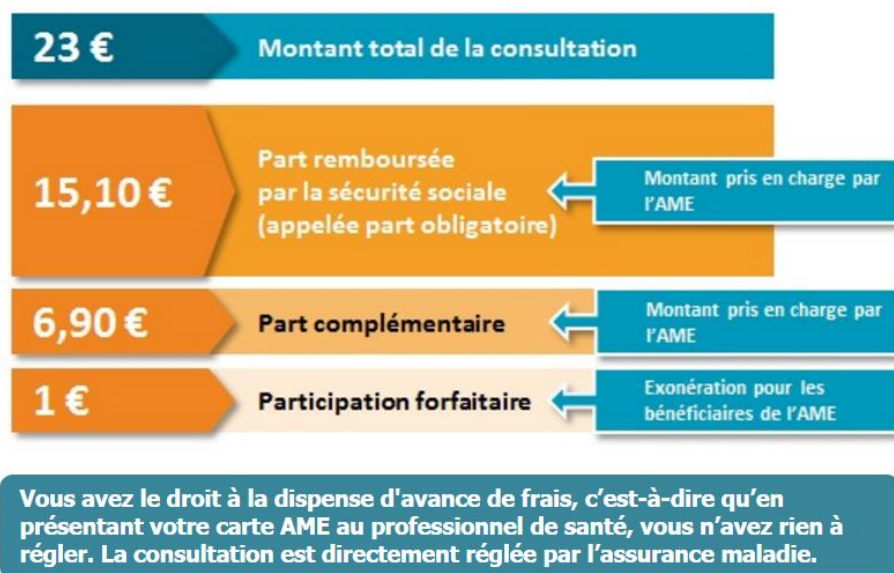 23 €
Montant total de la consultation
15,10 €
Part remboursée
par la sécurité sociale
(appelée part obligatoire)
Montant pris en charge par
l'AME
6,90 €
Part complémentaire
Montant pris en charge par
l'AME
1 €
Participation forfaitaire
Exonération pour les
bénéficiaires de l'AME
Vous avez le droit à la dispense d'avance de frais, c'est-à-dire qu'en
présentant votre carte AME au professionnel de santé, vous n'avez rien à
régler. La consultation est directement réglée par l'assurance maladie.